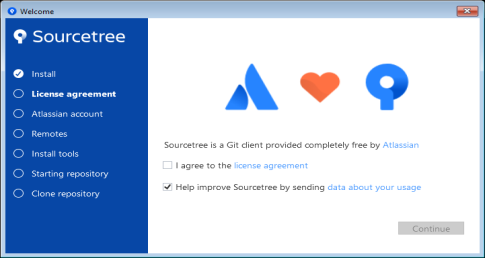 Welcome
Sourcetree
Install
License agreement
Atlassian account
Remotes
Install tools
Starting repository
Clone repository
Sourcetree is a Git client provided completely free by Atlassian
I agree to the license agreement
Help improve Sourcetree by sending data about your usage
Continue